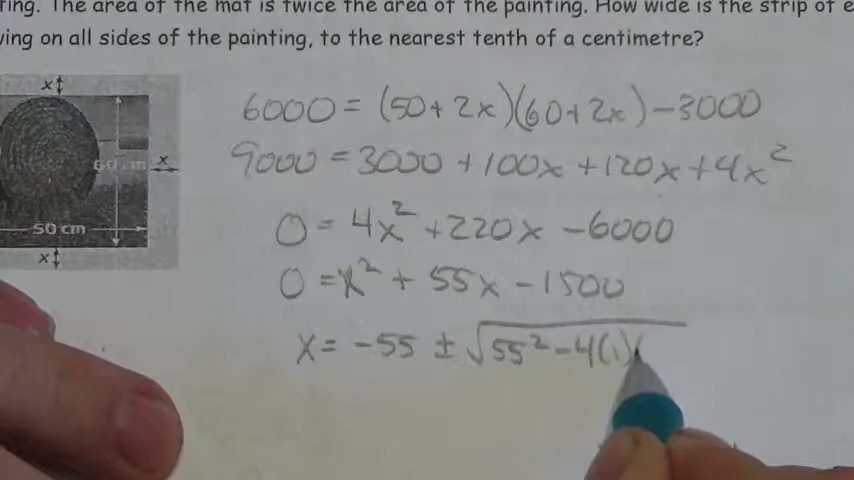 ting. The area of the mat is twice the area of the painting. How wide is the strip of
wing on all sides of the painting, to the nearest tenth of a centimetre?
x
60 cm
x
50 cm
x
6000 = (50 + 2x)(60 + 2x) - 3000
9000 = 3000 + 100x + 120x + 4x²
0 = 4x² + 220x - 6000
0 = x² + 55x - 1500
x = -55 ± √55² - 4(1)(